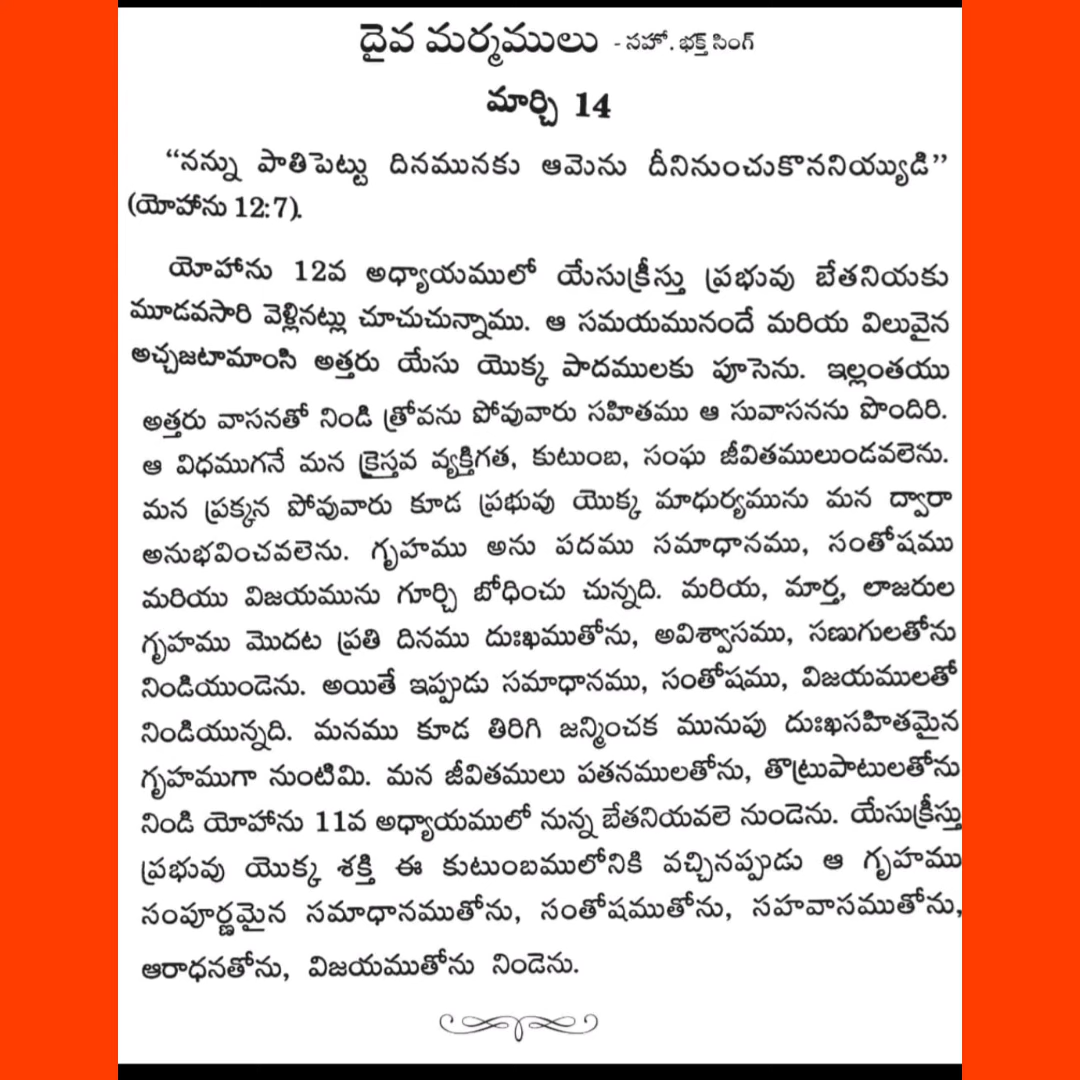 దైవ మర్మములు - సహో. భక్త్ సింగ్
మార్చి 14
“నన్ను పాతిపెట్టు దినమునకు ఆమెను దీనినుంచుకొననియ్యుడి”
(యోహాను 12:7).
యోహాను 12వ అధ్యాయములో యేసుక్రీస్తు ప్రభువు బేతనియకు
మూడవసారి వెళ్లినట్లు చూచుచున్నాము. ఆ సమయమునందే మరియ విలువైన
అచ్చజటామాంసి అత్తరు యేసు యొక్క పాదములకు పూసెను. ఇల్లంతయు
అత్తరు వాసనతో నిండి త్రోవను పోవువారు సహితము ఆ సువాసనను పొందిరి.
ఆ విధముగనే మన క్రైస్తవ వ్యక్తిగత, కుటుంబ, సంఘ జీవితములుండవలెను.
మన ప్రక్కన పోవువారు కూడ ప్రభువు యొక్క మాధుర్యమును మన ద్వారా
అనుభవించవలెను. గృహము అను పదము సమాధానము, సంతోషము
మరియు విజయమును గూర్చి బోధించు చున్నది. మరియ, మార్త, లాజరుల
గృహము మొదట ప్రతి దినము దుఃఖముతోను, అవిశ్వాసము, సణుగులతోను
నిండియుండెను. అయితే ఇప్పుడు సమాధానము, సంతోషము, విజయములతో
నిండియున్నది. మనము కూడ తిరిగి జన్మించక మునుపు దుఃఖసహితమైన
గృహముగా నుంటిమి. మన జీవితములు పతనములతోను, తొట్రుపాటులతోను
నిండి యోహాను 11వ అధ్యాయములో నున్న బేతనియవలె నుండెను. యేసుక్రీస్తు
ప్రభువు యొక్క శక్తి ఈ కుటుంబములోనికి వచ్చినప్పుడు ఆ గృహము
సంపూర్ణమైన సమాధానముతోను, సంతోషముతోను, సహవాసముతోను,
ఆరాధనతోను, విజయముతోను నిండెను.